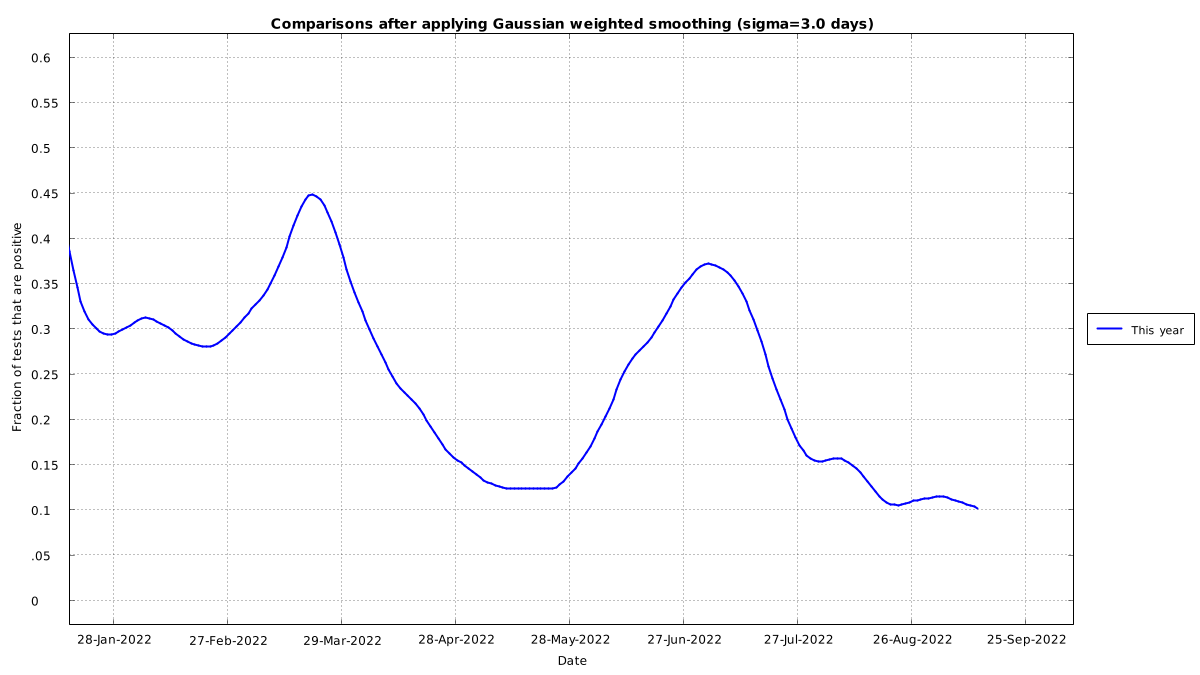 Comparisons after applying Gaussian weighted smoothing (sigma=3.0 days)
0.6
0.55
0.5
0.45
0.4
0.35
0.3
0.25
0.2
0.15
0.1
.05
0
Fraction of tests that are positive
28-Jan-2022 27-Feb-2022 29-Mar-2022 28-Apr-2022 28-May-2022 27-Jun-2022 27-Jul-2022 26-Aug-2022 25-Sep-2022
Date
This year